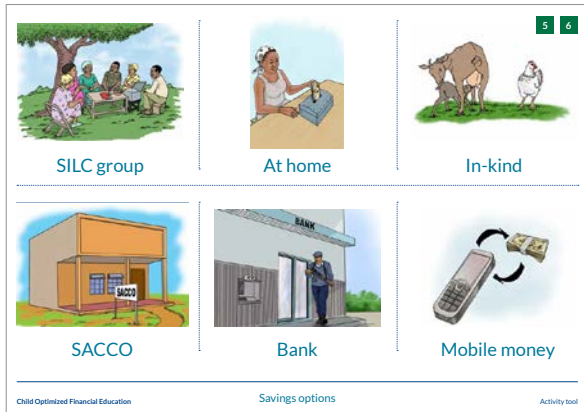 5 6
SILC group
At home
In-kind
SACCO
BANK
SACCO
Bank
Mobile money
Child Optimized Financial Education
Savings options
Activity tool